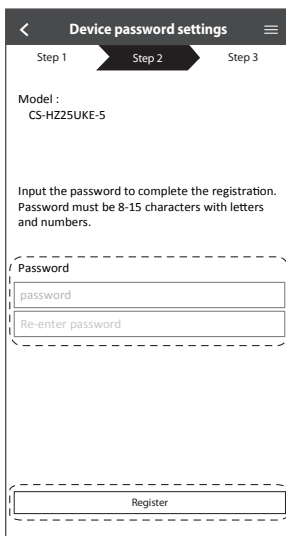 Device password settings
Step 1 Step 2 Step 3
Model :
CS-HZ25UKE-5
Input the password to complete the registration.
Password must be 8-15 characters with letters
and numbers.
Password
password
Re-enter password
Register